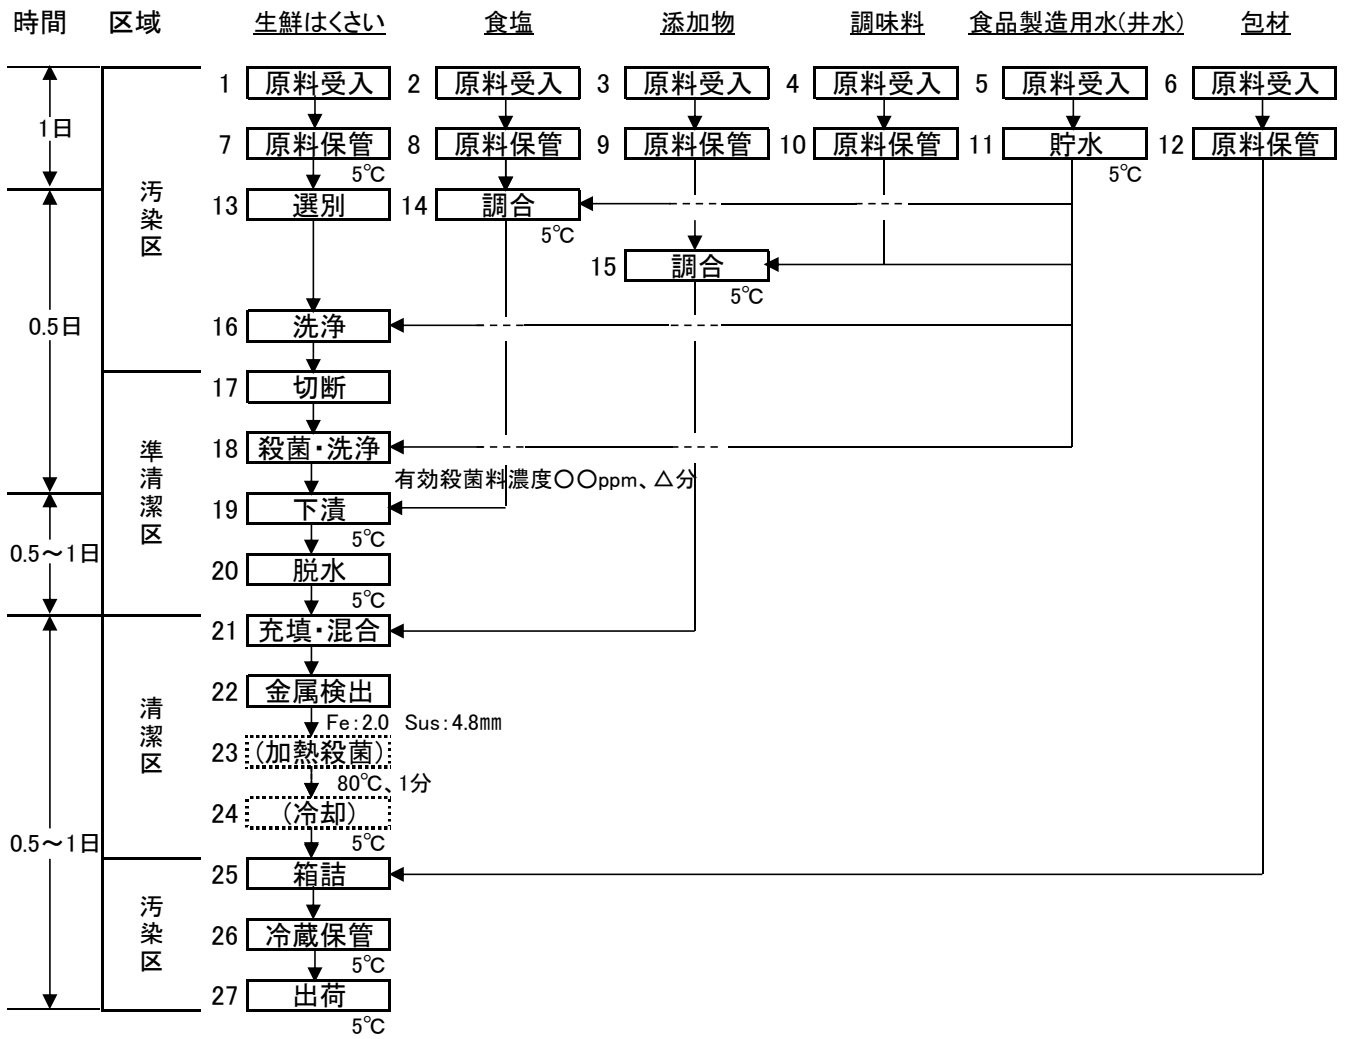 時間 区域 生鮮はくさい 食塩 添加物 調味料 食品製造用水(井水) 包材
1 原料受入 2 原料受入 3 原料受入 4 原料受入 5 原料受入 6 原料受入
1日
7 原料保管 8 原料保管 9 原料保管 10 原料保管 11 貯水 12 原料保管
5℃ 5℃
汚染区
13 選別 14 調合
5℃
15 調合
5℃
0.5日
16 洗浄
17 切断
準清潔区
18 殺菌・洗浄
有効殺菌料濃度〇〇ppm、△分
19 下漬
5℃
0.5～1日
20 脱水
5℃
21 充填・混合
22 金属検出
Fe：2.0 Sus：4.8㎜
清潔区
23 (加熱殺菌)
80℃、1分
24 (冷却)
5℃
0.5～1日
25 箱詰
汚染区
26 冷蔵保管
5℃
27 出荷
5℃